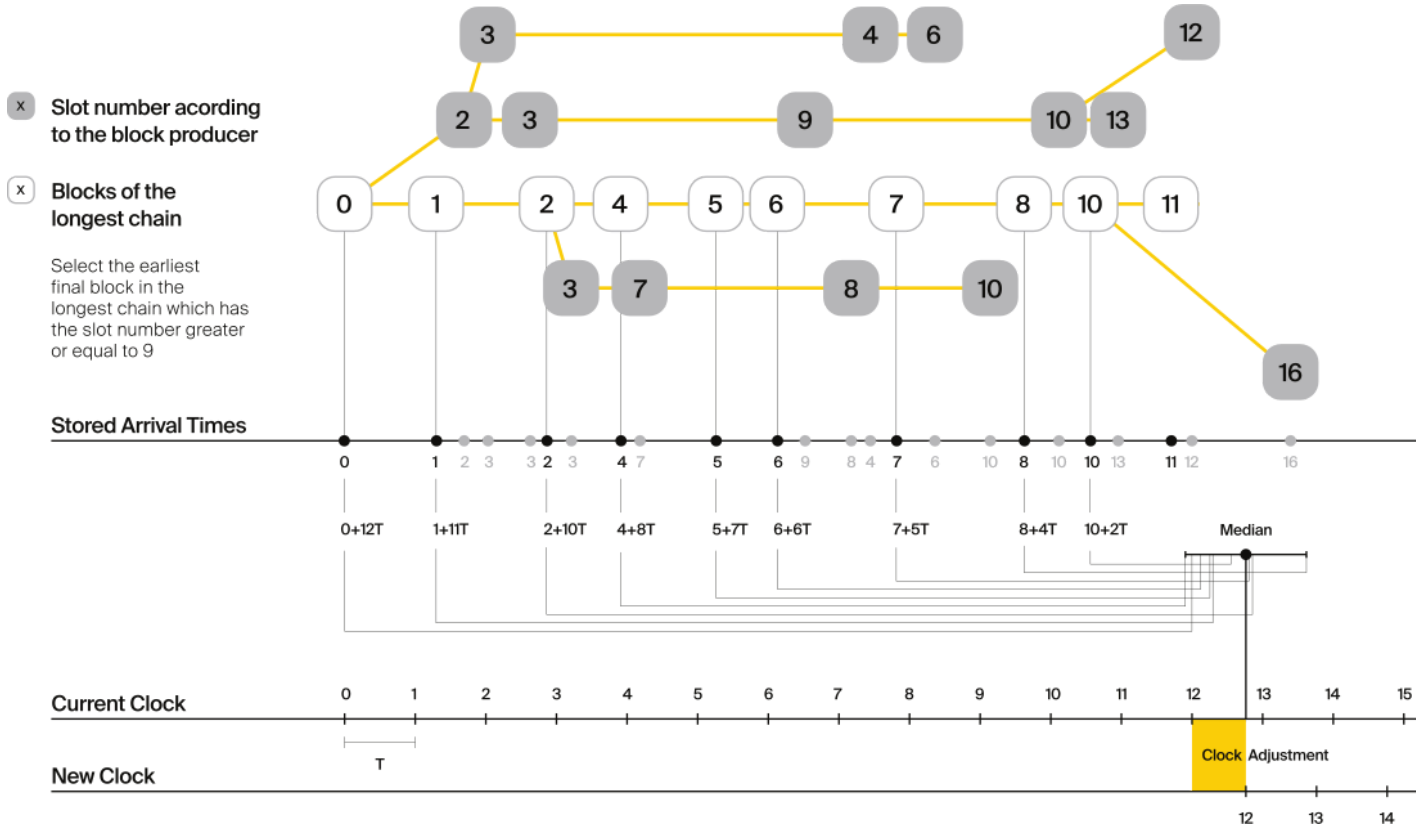 3 4 6 12
x Slot number acording
to the block producer
2 3 9 10 13
x Blocks of the
longest chain
0 1 2 4 5 6 7 8 10 11
Select the earliest
final block in the
longest chain which has
the slot number greater
or equal to 9
3 7 8 10
16
Stored Arrival Times
0 1 2 3 3 2 3 4 7 5 6 9 8 4 7 6 10 8 10 10 13 11 12 16
0+12T 1+11T 2+10T 4+8T 5+7T 6+6T 7+5T 8+4T 10+2T Median
Current Clock 0 1 2 3 4 5 6 7 8 9 10 11 12 13 14 15
T
Clock Adjustment
New Clock
12 13 14